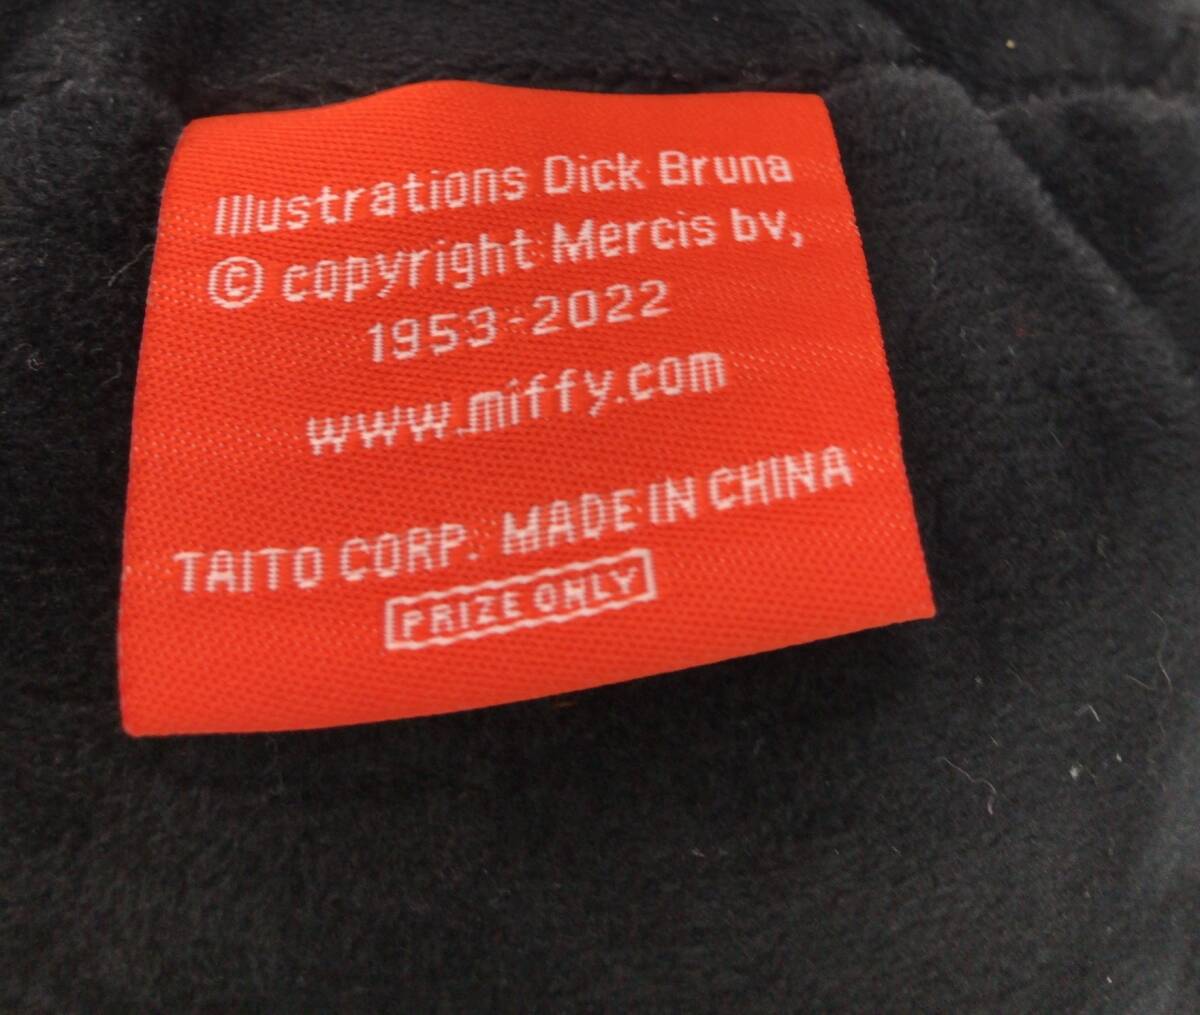 Illustrations Dick Bruna
© copyright Mercis bv,
1953-2022
www.miffy.com
TAITO CORP. MADE IN CHINA
PRIZE ONLY